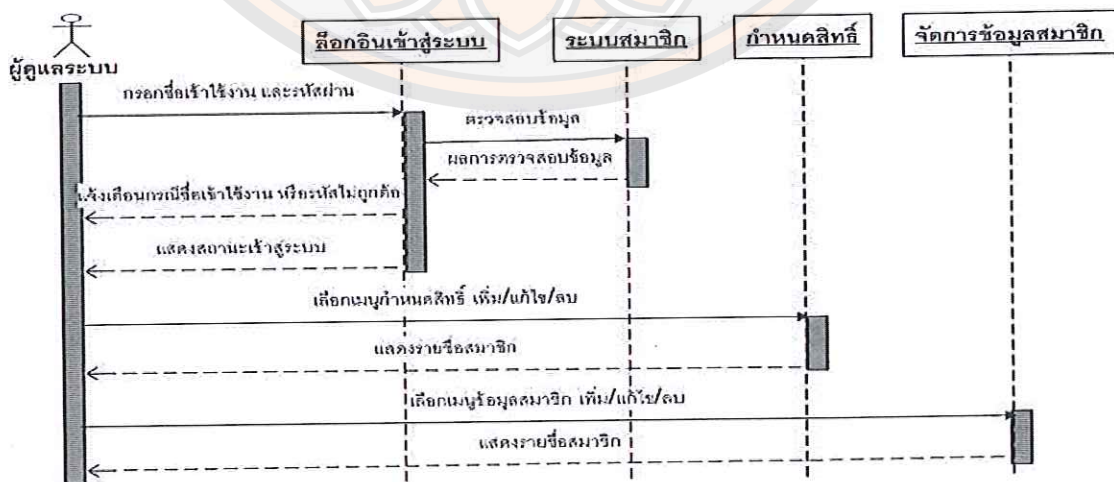 ผู้ดูแลระบบ
ล็อกอินเข้าสู่ระบบ
ระบบสมาชิก
กำหนดสิทธิ์
จัดการข้อมูลสมาชิก
กรอกชื่อเข้าใช้งาน และรหัสผ่าน
ตรวจสอบข้อมูล
ผลการตรวจสอบข้อมูล
แจ้งเตือนกรณีชื่อเข้าใช้งาน หรือรหัสไม่ถูกต้อ
แสดงสถานะเข้าสู่ระบบ
เลือกเมนูกำหนดสิทธิ์ เพิ่ม/แก้ไข/ลบ
แสดงรายชื่อสมาชิก
เลือกเมนูข้อมูลสมาชิก เพิ่ม/แก้ไข/ลบ
แสดงรายชื่อสมาชิก